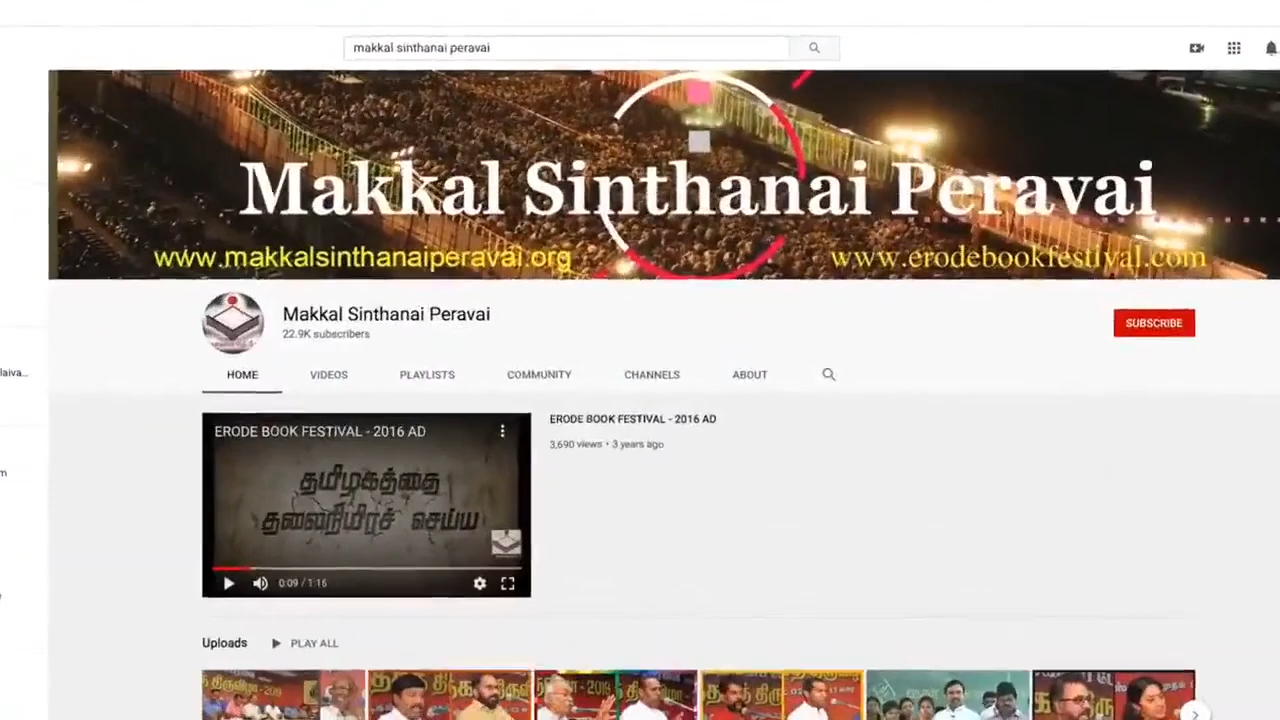 makkal sinthanai peravai
Makkal Sinthanai Peravai
www.makkalsinthanaiperavai.org
www.erodebookfestival.com
Makkal Sinthanai Peravai
22.9K subscribers
SUBSCRIBE
HOME VIDEOS PLAYLISTS COMMUNITY CHANNELS ABOUT
laiva...
ERODE BOOK FESTIVAL - 2016 AD
ERODE BOOK FESTIVAL - 2016 AD
3,690 views • 3 years ago
தமிழகத்தை
தலைநிமிரச் செய்ய
0:09 / 1:16
Uploads PLAY ALL